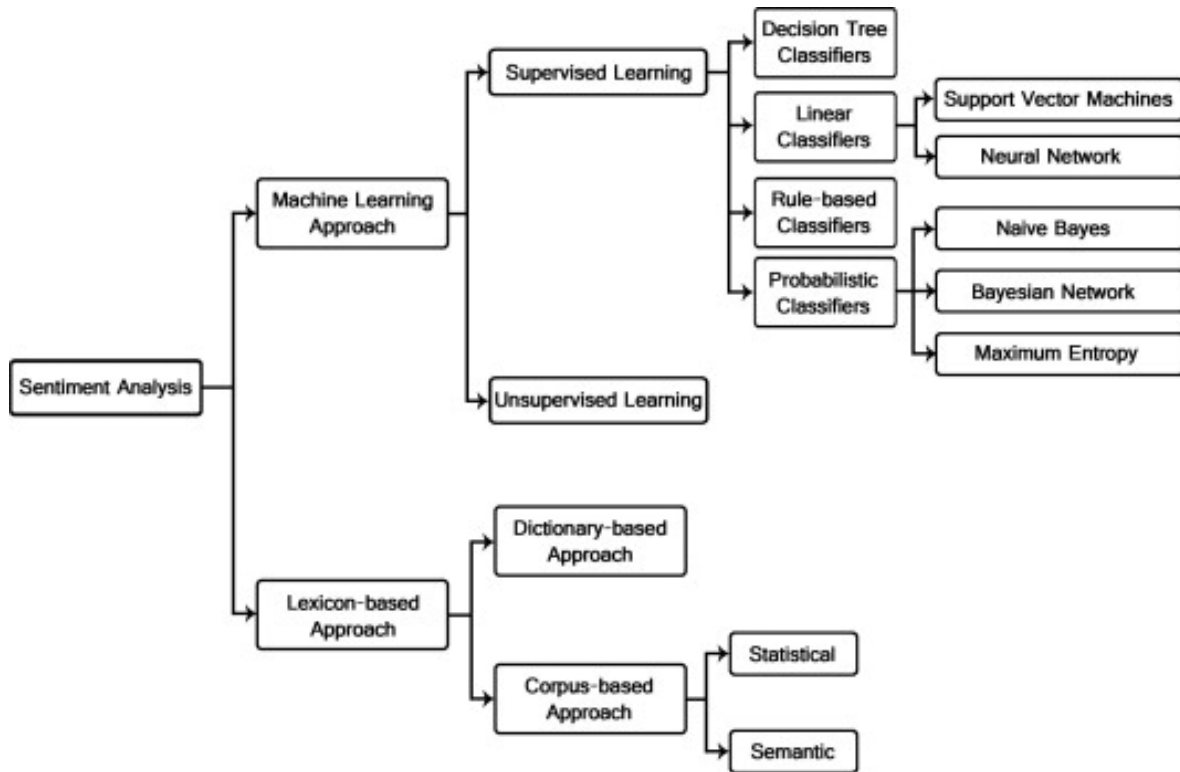 Decision Tree
Classifiers
Supervised Learning
Linear
Classifiers
Support Vector Machines
Neural Network
Machine Learning
Approach
Rule-based
Classifiers
Naive Bayes
Probabilistic
Classifiers
Bayesian Network
Maximum Entropy
Sentiment Analysis
Unsupervised Learning
Dictionary-based
Approach
Lexicon-based
Approach
Statistical
Corpus-based
Approach
Semantic